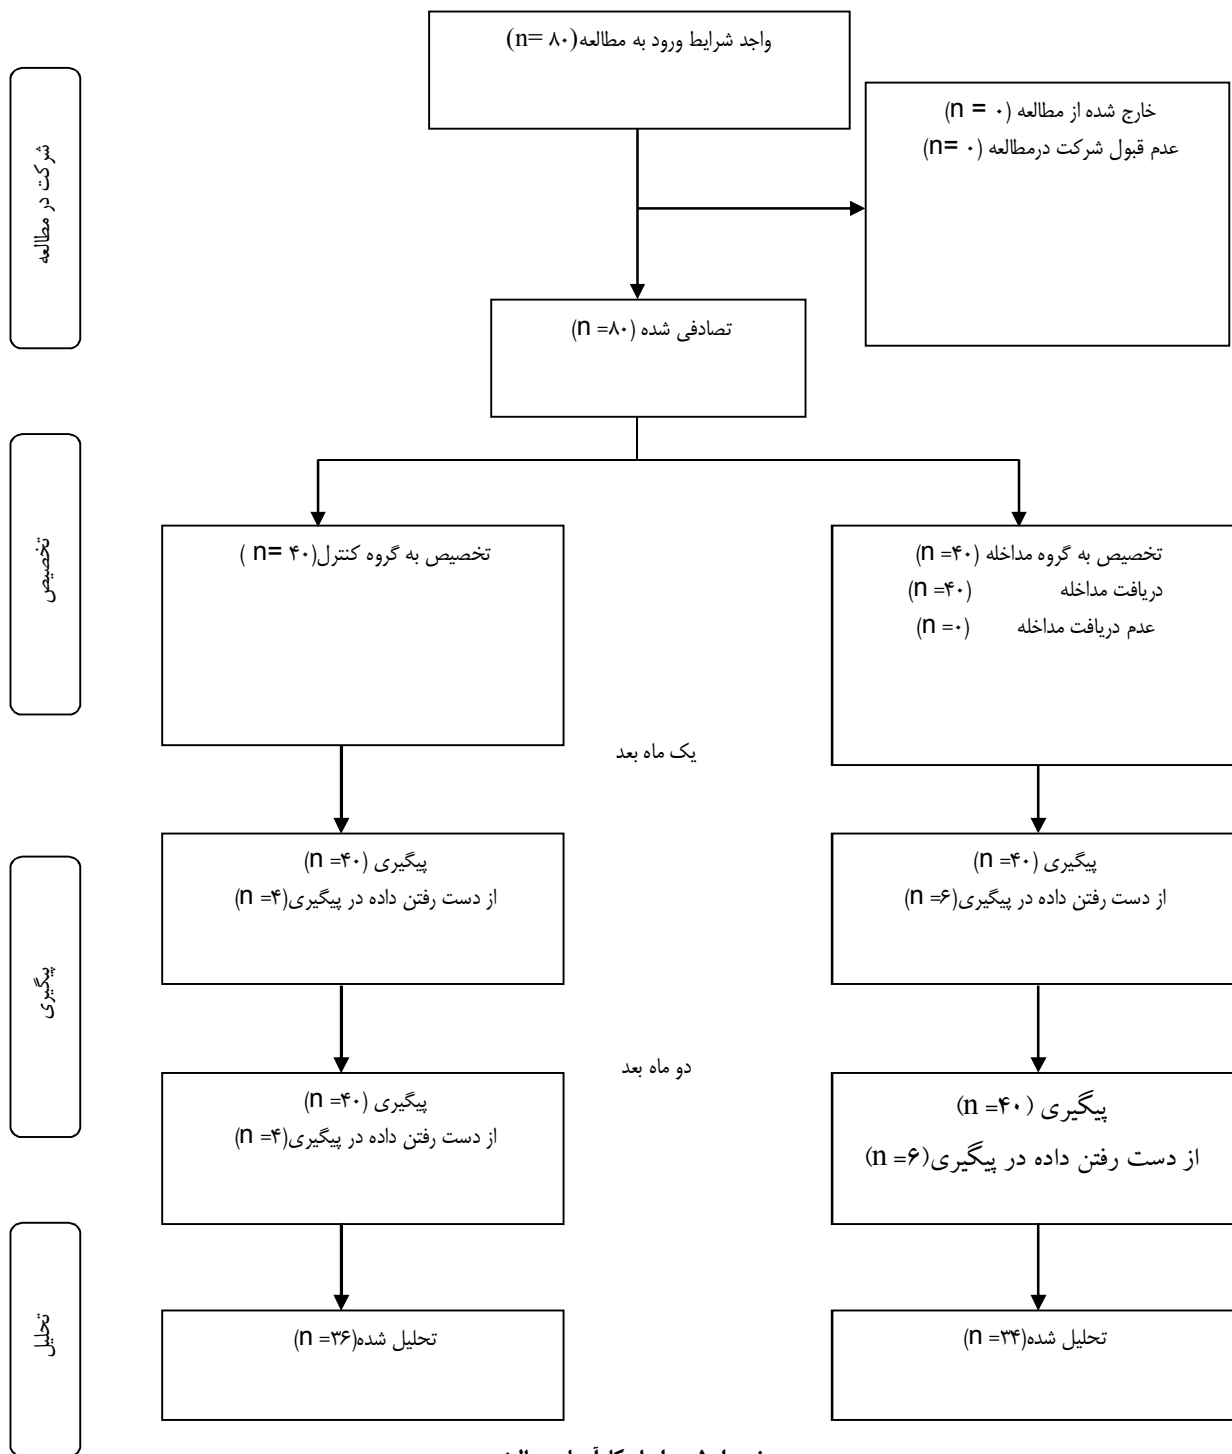 واجد شرایط ورود به مطالعه(n= ۸۰)
خارج شده از مطالعه (n = ۰)
عدم قبول شرکت درمطالعه (n= ۰)
شرکت در مطالعه
تصادفی شده (n =۸۰)
تخصیص
تخصیص به گروه مداخله (n =۴۰)
دریافت مداخله (n =۴۰)
عدم دریافت مداخله (n =۰)
تخصیص به گروه کنترل(n= ۴۰ )
یک ماه بعد
پیگیری
پیگیری (n =۴۰)
از دست رفتن داده در پیگیری(n =۶)
پیگیری (n =۴۰)
از دست رفتن داده در پیگیری(n =۴)
دو ماه بعد
پیگیری (n =۴۰)
از دست رفتن داده در پیگیری(n =۶)
پیگیری (n =۴۰)
از دست رفتن داده در پیگیری(n =۴)
تحلیل
تحلیل شده(n =۳۴)
تحلیل شده(n =۳۶)